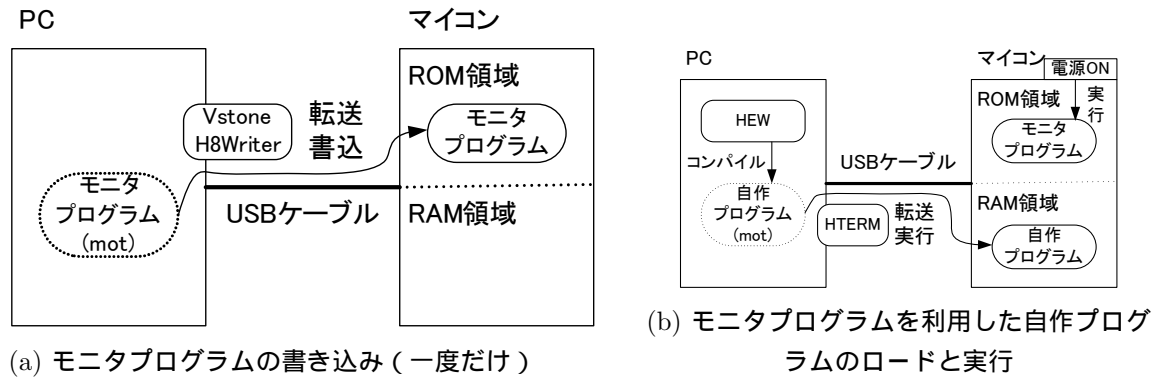 PC
マイコン
ROM領域
Vstone
H8Writer
転送
書込
モニタ
プログラム
モニタ
プログラム
(mot)
USBケーブル
RAM領域
(a) モニタプログラムの書き込み(一度だけ)
PC
マイコン
電源ON
ROM領域
実
行
HEW
モニタ
プログラム
コンパイル
USBケーブル
自作
プログラム
(mot)
RAM領域
HTERM
転送
実行
自作
プログラム
(b) モニタプログラムを利用した自作プログ
ラムのロードと実行